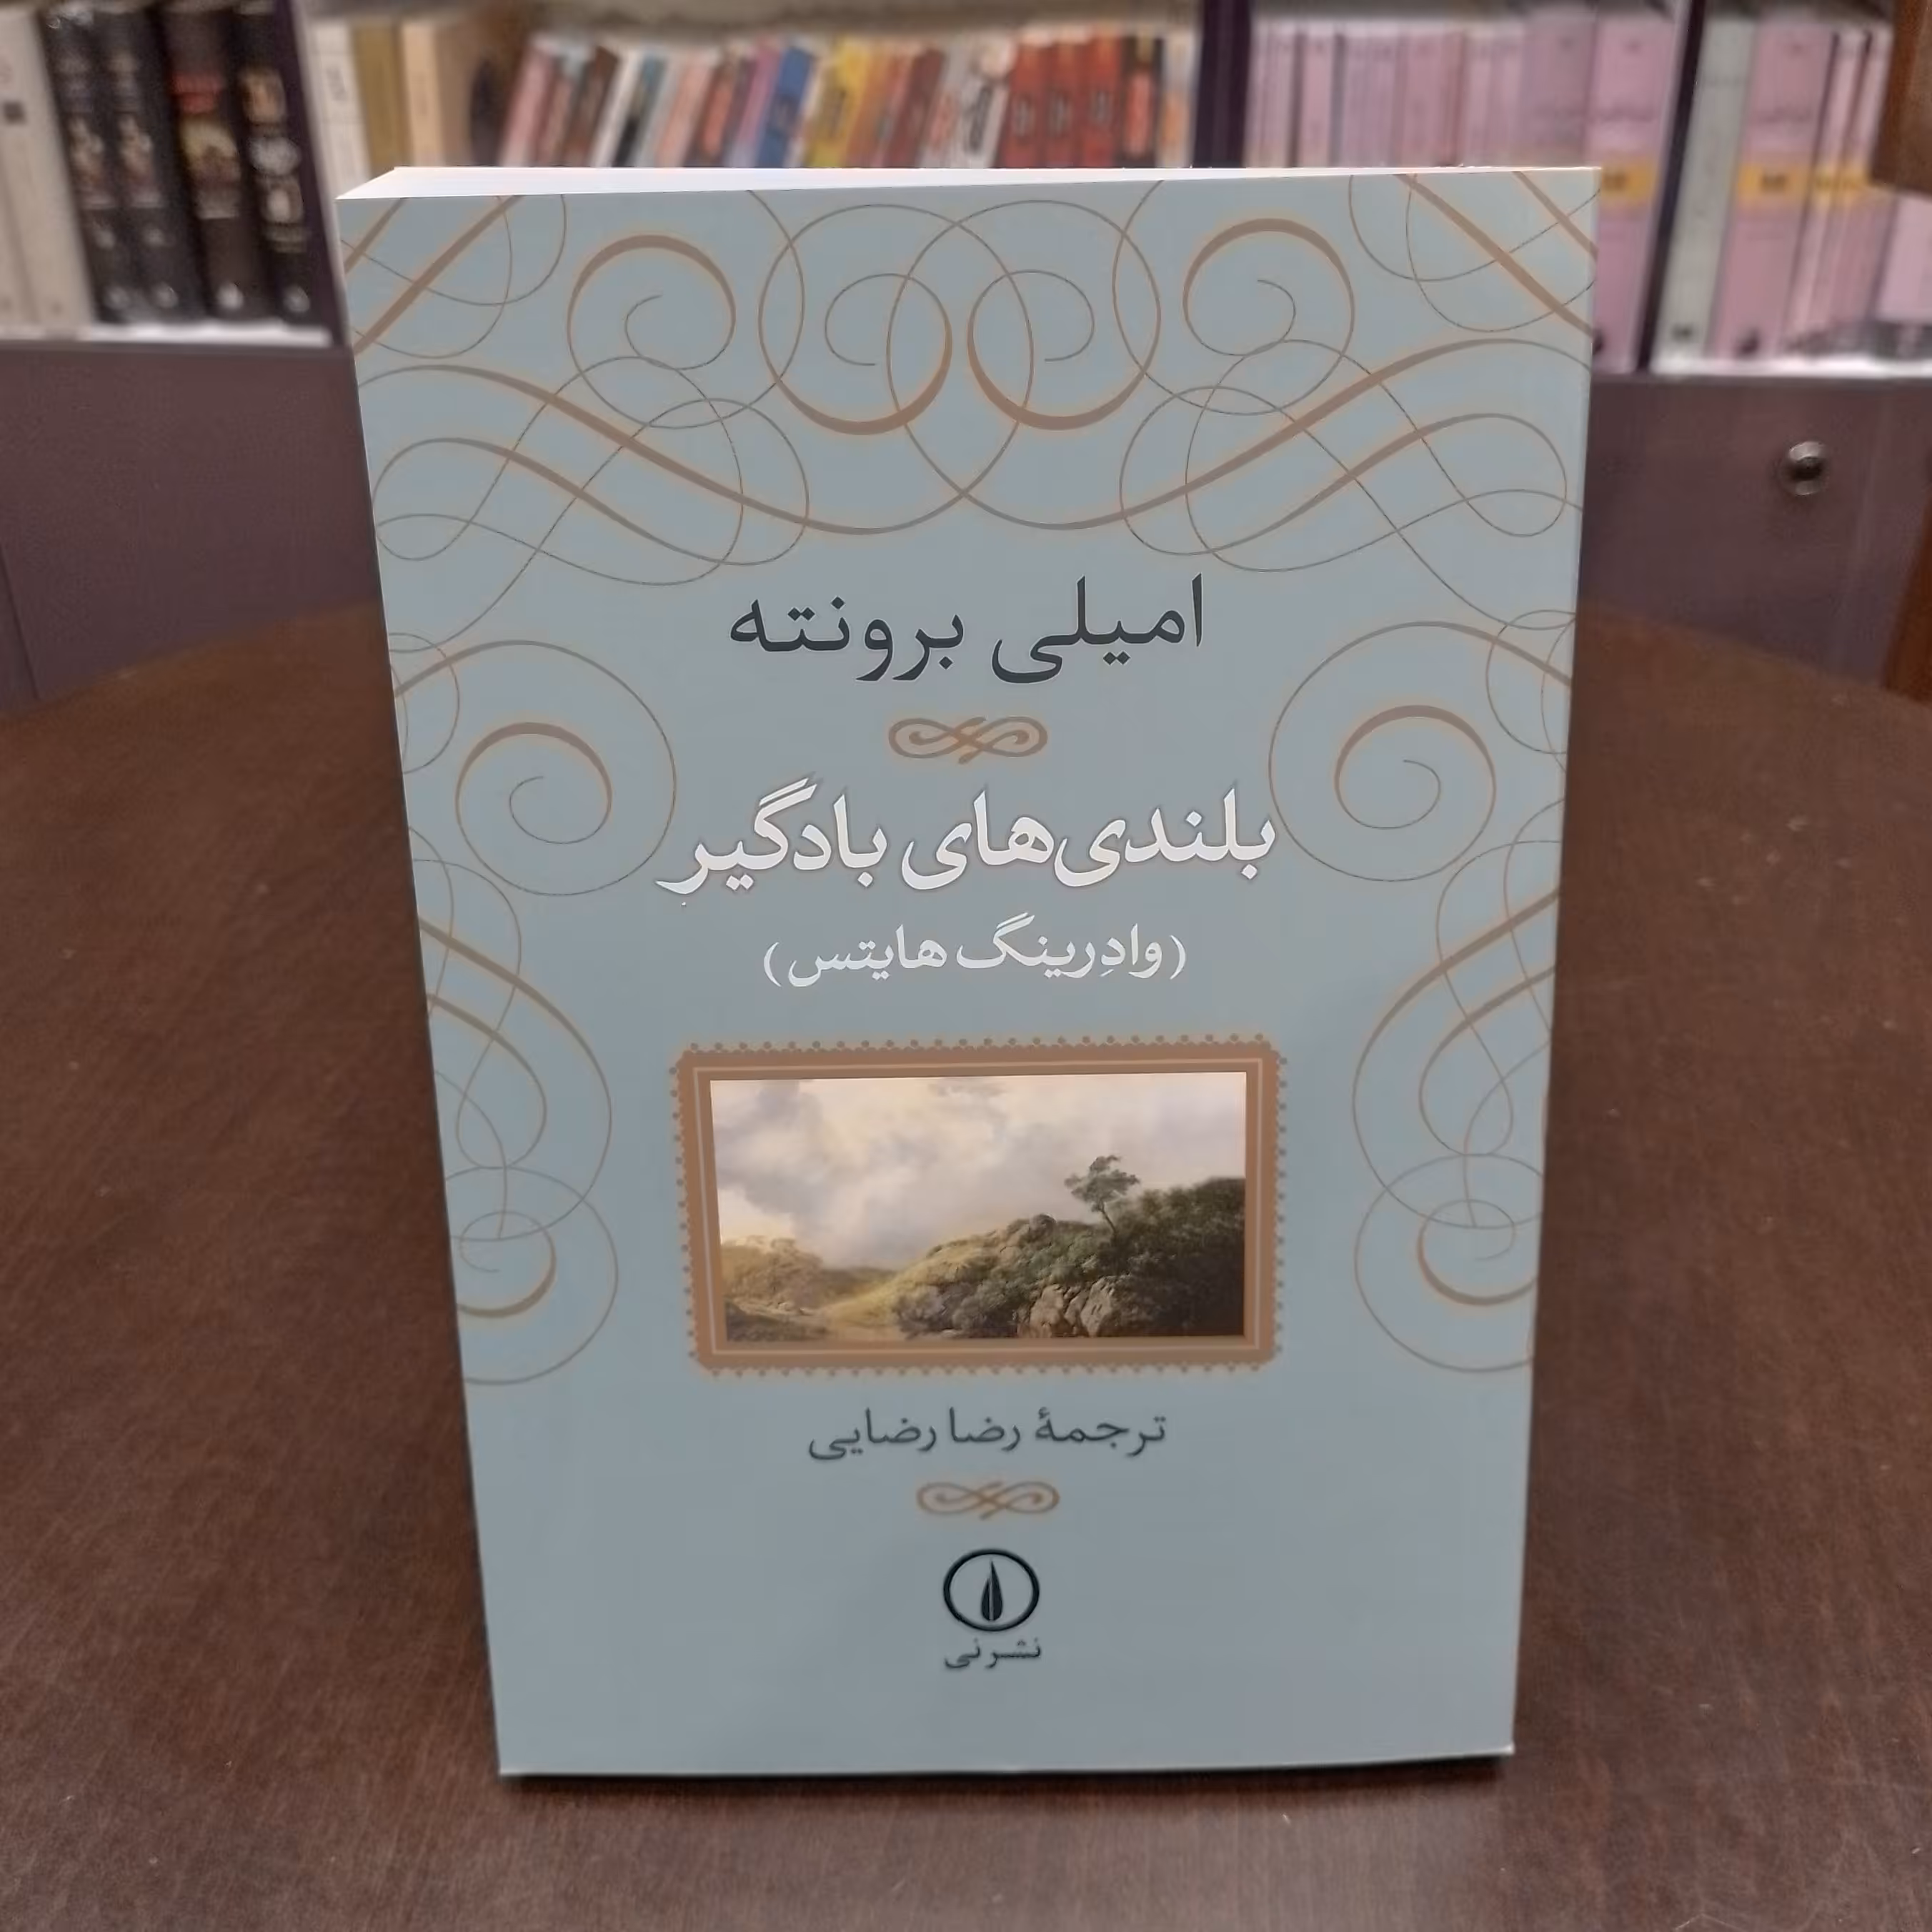 امیلی برونته
بلندی‌های بادگیر
(وادِرینگ هایتس)
ترجمهٔ رضا رضایی
نشرنی